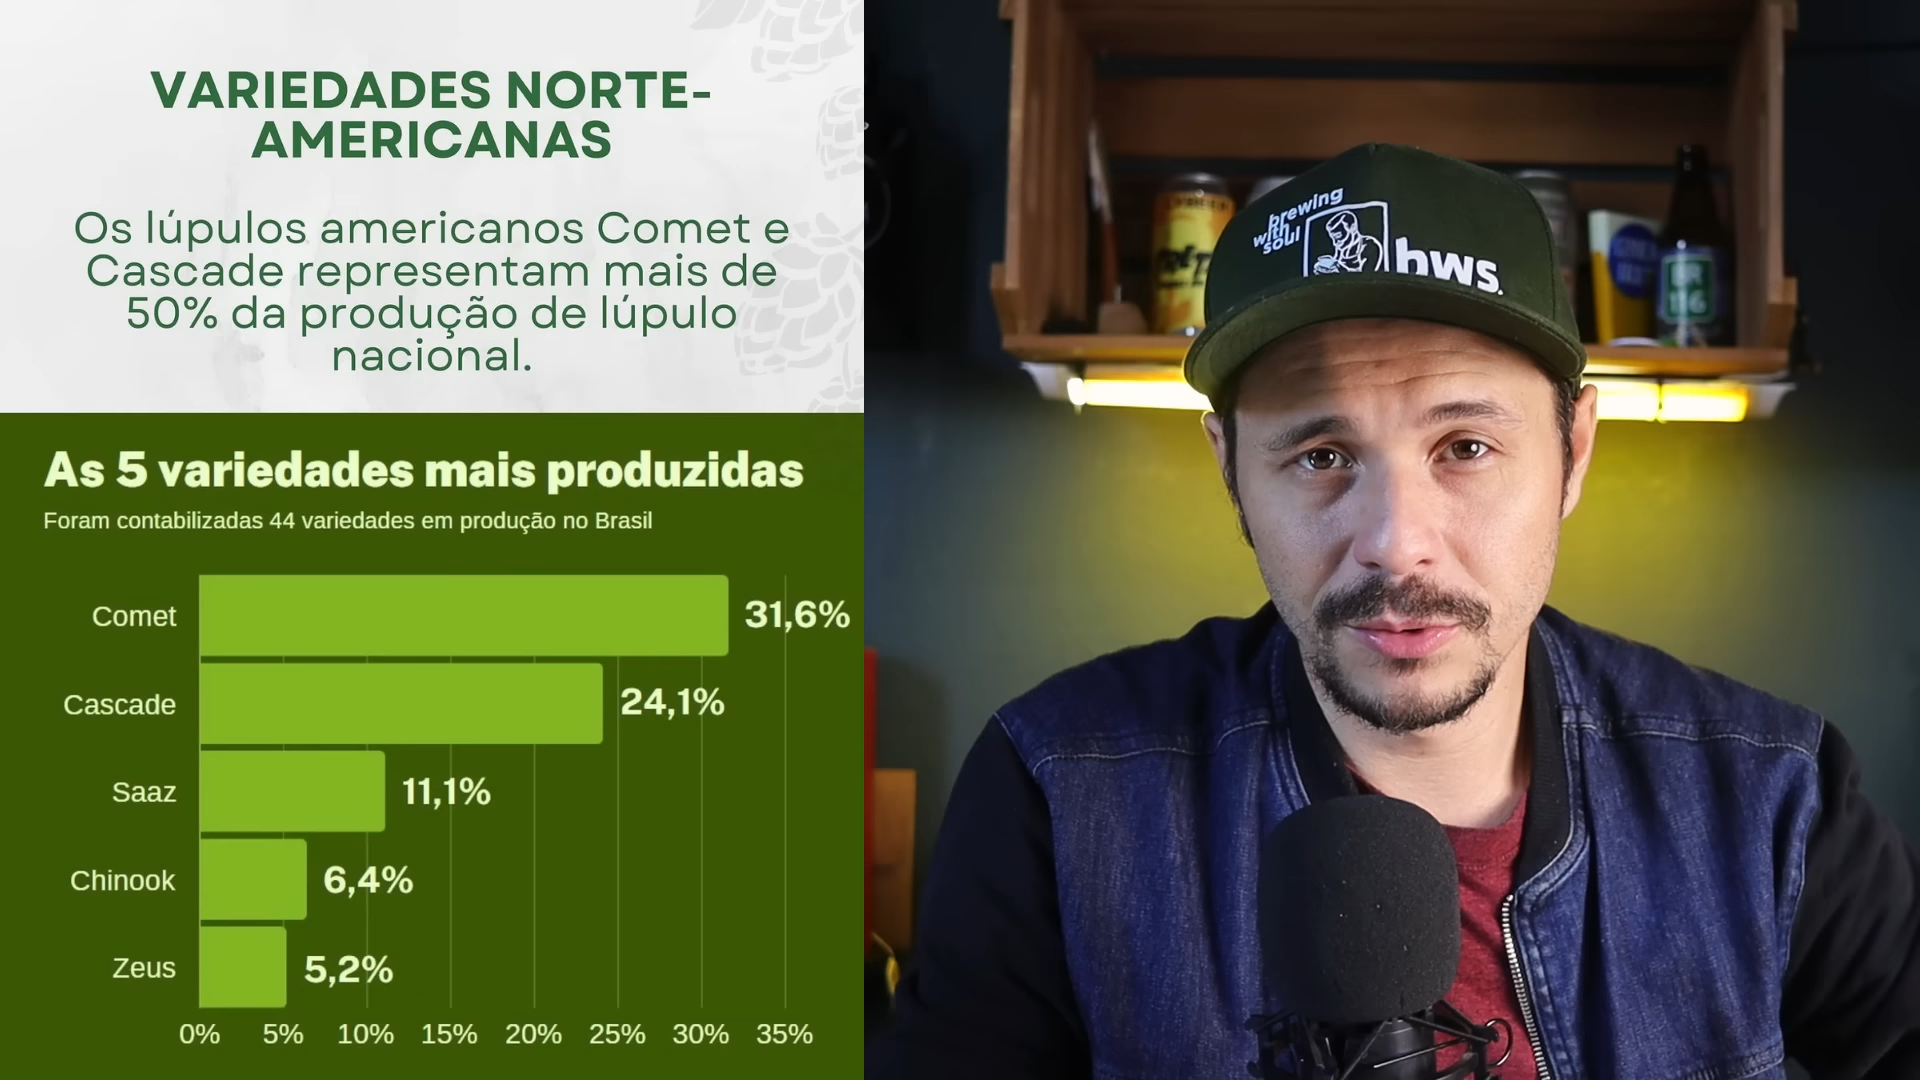 VARIEDADES NORTE-
AMERICANAS
Os lúpulos americanos Comet e
Cascade representam mais de
50% da produção de lúpulo
nacional.
As 5 variedades mais produzidas
Foram contabilizadas 44 variedades em produção no Brasil
Comet
31,6%
Cascade
24,1%
Saaz
11,1%
Chinook
6,4%
Zeus
5,2%
0% 5% 10% 15% 20% 25% 30% 35%
brewing
with
soul
bws.
BR
116